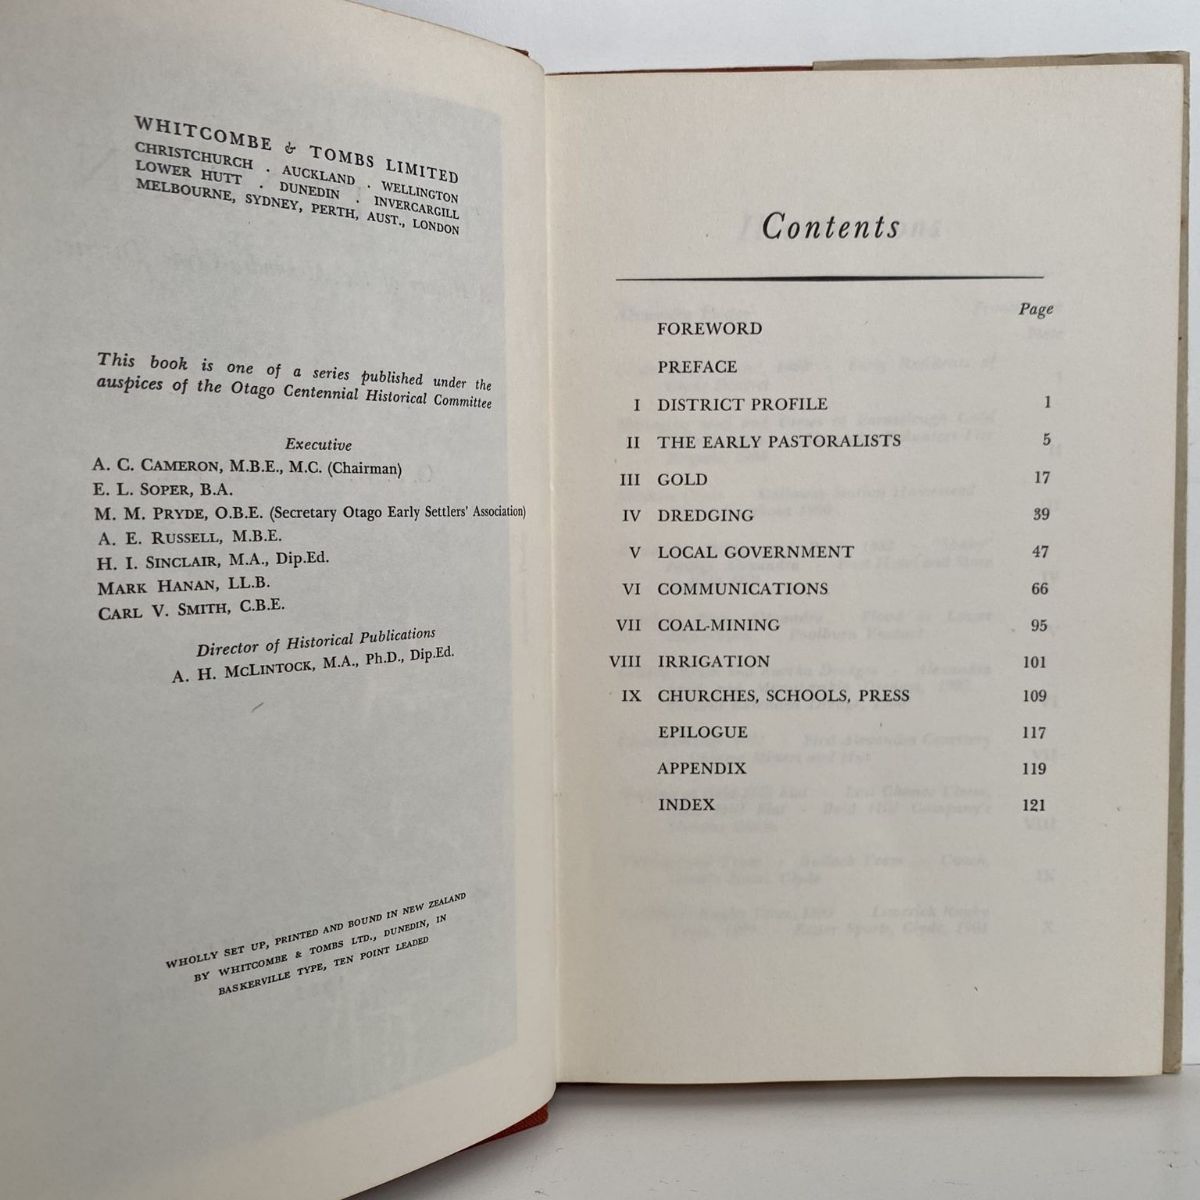 WHITCOMBE & TOMBS LIMITED
CHRISTCHURCH · AUCKLAND · WELLINGTON
LOWER HUTT · DUNEDIN · INVERCARGILL
MELBOURNE, SYDNEY, PERTH, AUST., LONDON
This book is one of a series published under the
auspices of the Otago Centennial Historical Committee
Executive
A. C. CAMERON, M.B.E., M.C. (Chairman)
E. L. SOPER, B.A.
M. M. PRYDE, O.B.E. (Secretary Otago Early Settlers' Association)
A. E. RUSSELL, M.B.E.
H. I. SINCLAIR, M.A., Dip.Ed.
MARK HANAN, LL.B.
CARL V. SMITH, C.B.E.
Director of Historical Publications
A. H. MCLINTOCK, M.A., Ph.D., Dip.Ed.
WHOLLY SET UP, PRINTED AND BOUND IN NEW ZEALAND
BY WHITCOMBE & TOMBS LTD., DUNEDIN, IN
BASKERVILLE TYPE, TEN POINT LEADED
Contents
Page
FOREWORD
PREFACE
I DISTRICT PROFILE 1
II THE EARLY PASTORALISTS 5
III GOLD 17
IV DREDGING 39
V LOCAL GOVERNMENT 47
VI COMMUNICATIONS 66
VII COAL-MINING 95
VIII IRRIGATION 101
IX CHURCHES, SCHOOLS, PRESS 109
EPILOGUE 117
APPENDIX 119
INDEX 121